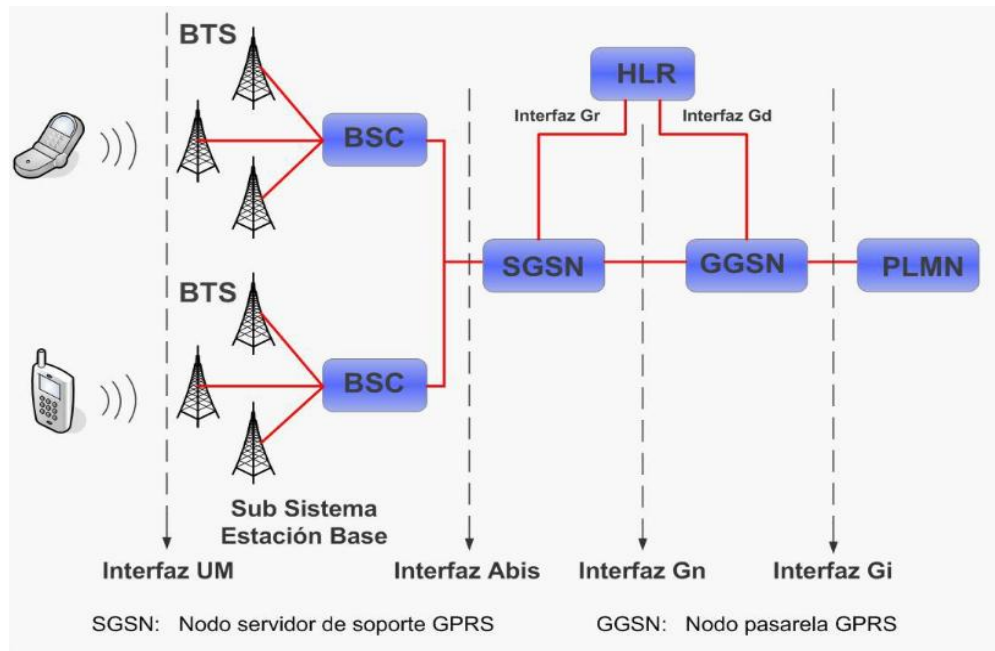 BTS
HLR
Interfaz Gr
Interfaz Gd
BSC
SGSN
GGSN
PLMN
BTS
BSC
Sub Sistema
Estación Base
Interfaz UM
Interfaz Abis
Interfaz Gn
Interfaz Gi
SGSN: Nodo servidor de soporte GPRS
GGSN: Nodo pasarela GPRS